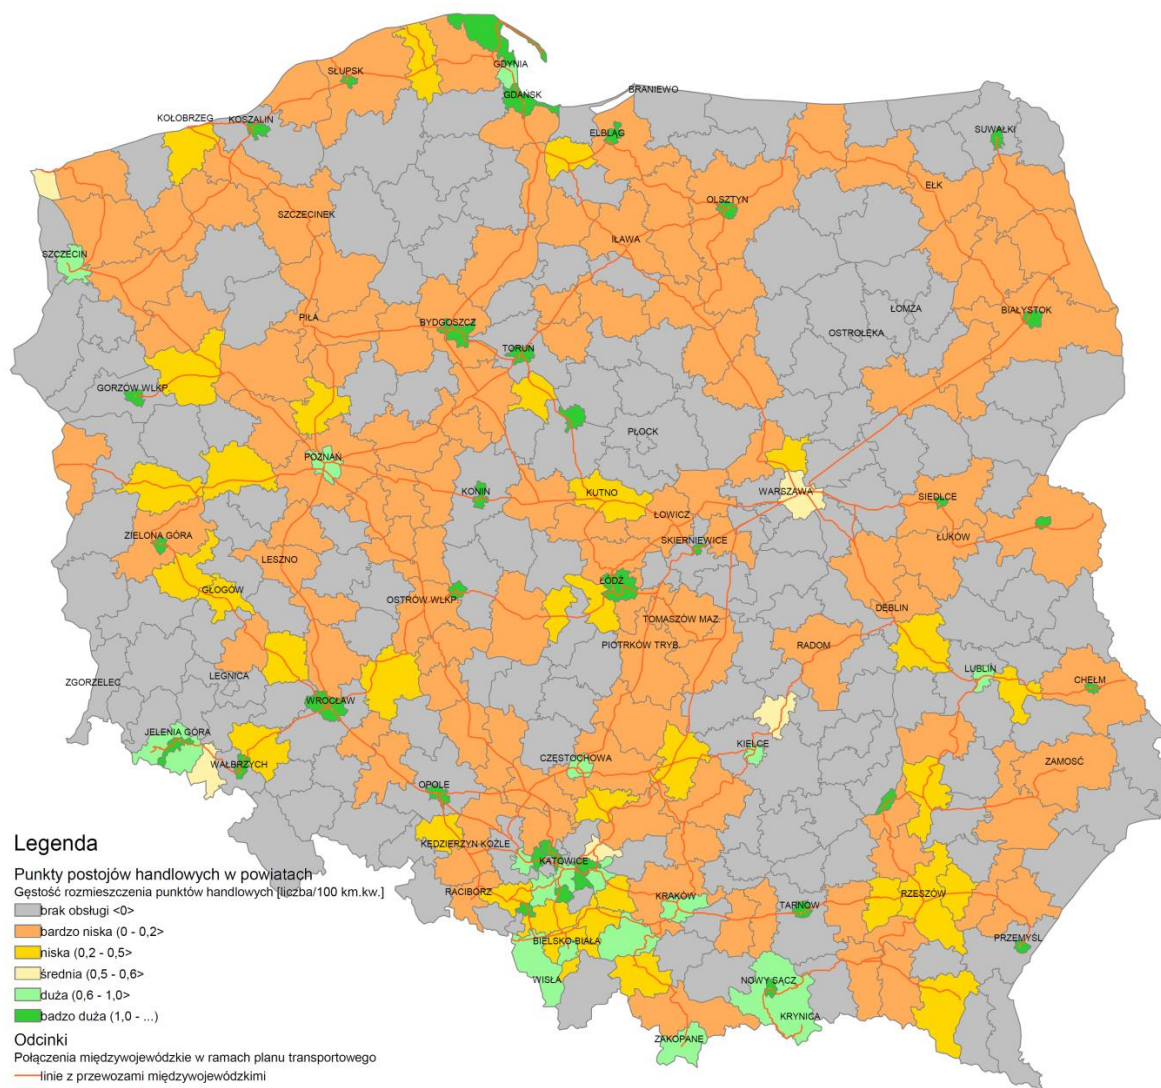 GDYNIA
SŁUPSK
GDAŃSK
BRANIEWO
KOŁOBRZEG
KOSZALIN
SUWAŁKI
ELBLĄG
EŁK
OLSZTYN
SZCZECINEK
IŁAWA
SZCZECIN
ŁOMŻA
BIAŁYSTOK
PIŁA
BYDGOSZCZ
OSTROŁĘKA
TORUŃ
GORZÓW WLKP.
PŁOCK
POZNAŃ
KONIN
KUTNO
WARSZAWA
SIEDLCE
ŁOWICZ
ZIELONA GÓRA
SKIERNIEWICE
ŁUKÓW
LESZNO
ŁÓDŹ
GŁOGÓW
OSTRÓW WLKP.
DĘBLIN
TOMASZÓW MAZ.
PIOTRKÓW TRYB.
RADOM
ZGORZELEC
LEGNICA
LUBLIN
CHEŁM
WROCŁAW
JELENIA GÓRA
KIELCE
WAŁBRZYCH
CZĘSTOCHOWA
ZAMOŚĆ
OPOLE
KĘDZIERZYN KOŹLE
KATOWICE
RACIBÓRZ
KRAKÓW
RZESZÓW
TARNÓW
BIELSKO-BIAŁA
PRZEMYŚL
WISŁA
NOWY SĄCZ
KRYNICA
ZAKOPANE
Legenda
Punkty postojów handlowych w powiatach
Gęstość rozmieszczenia punktów handlowych [liczba/100 km.kw.]
brak obsługi <0>
bardzo niska (0 - 0,2>
niska (0,2 - 0,5>
średnia (0,5 - 0,6>
duża (0,6 - 1,0>
badzo duża (1,0 - ...)
Odcinki
Połączenia międzywojewódzkie w ramach planu transportowego
linie z przewozami międzywojewódzkimi